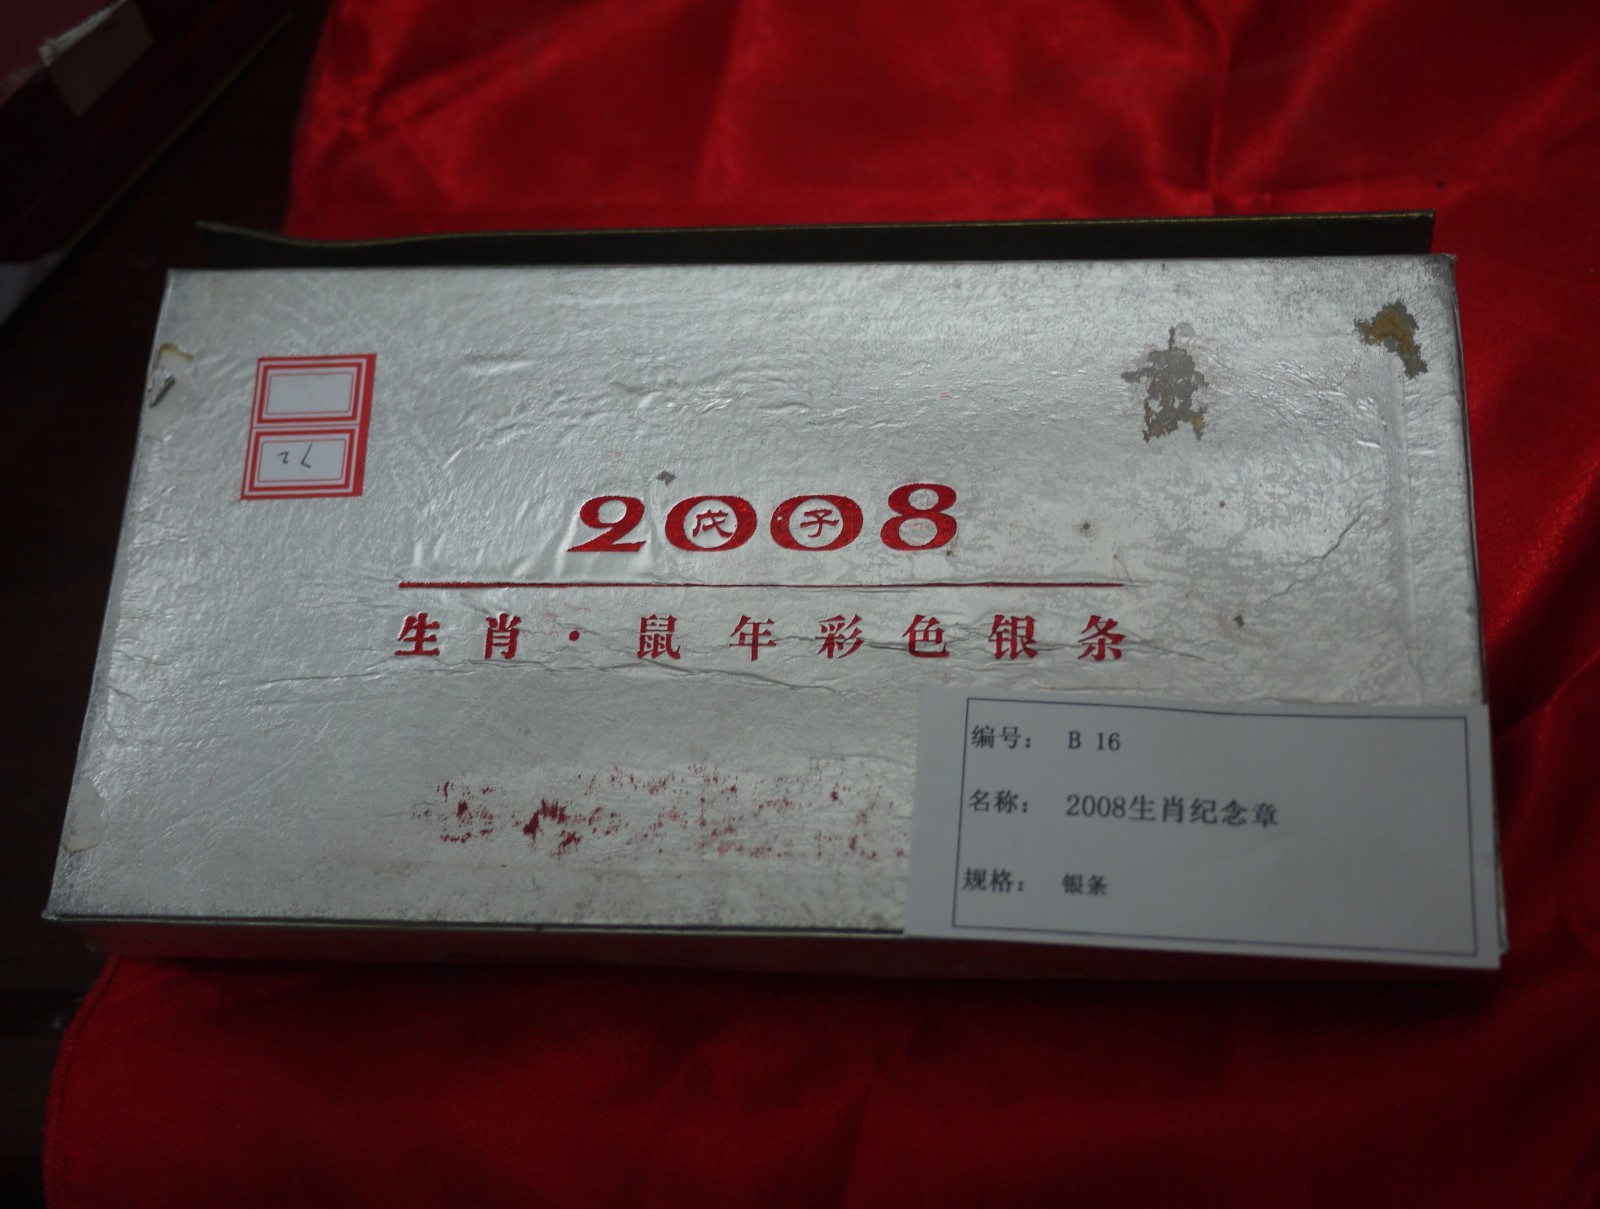 2008
戊子
生肖·鼠年彩色银条
编号： B 16
名称： 2008生肖纪念章
规格： 银条